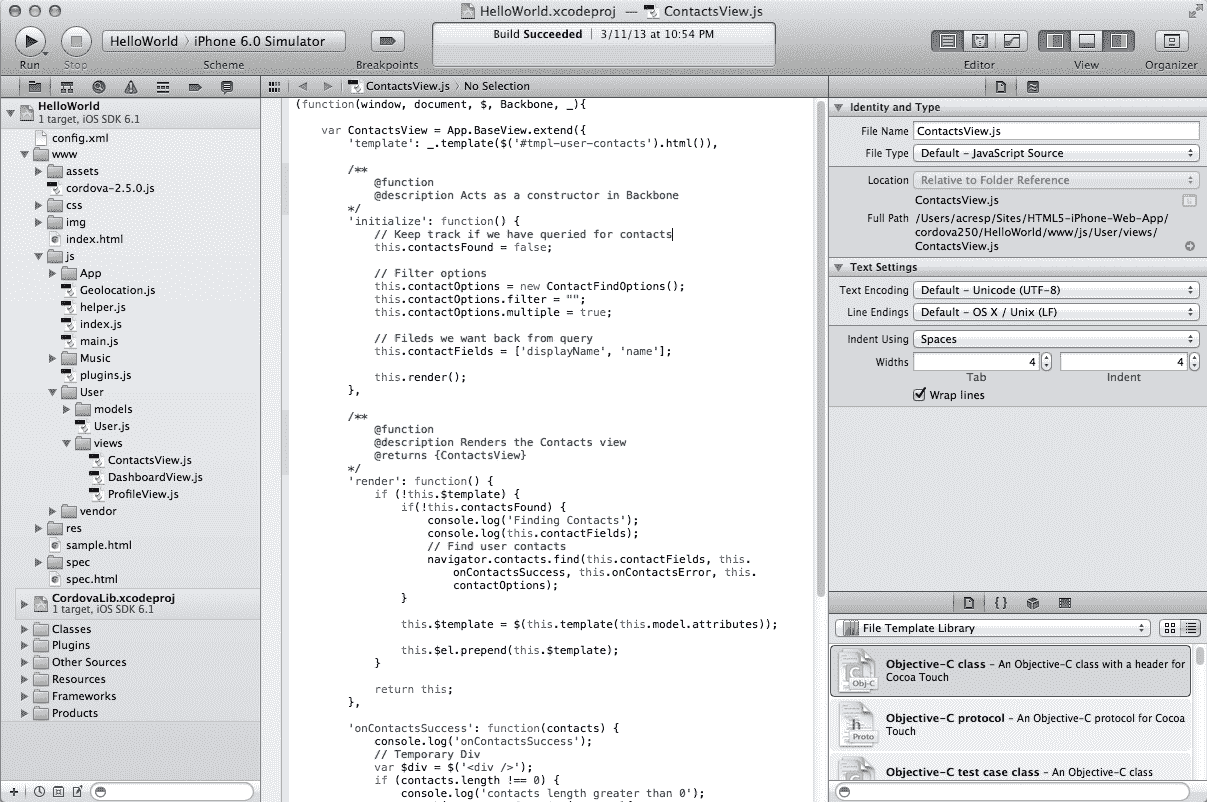 HelloWorld.xcodeproj — ContactsView.js
Run
Stop
HelloWorld 〉 iPhone 6.0 Simulator
Scheme
Breakpoints
Build Succeeded | 3/11/13 at 10:54 PM
Editor
View
Organizer
ContactsView.js 〉 No Selection
HelloWorld
1 target, iOS SDK 6.1
config.xml
www
assets
cordova-2.5.0.js
css
img
index.html
js
App
Geolocation.js
helper.js
index.js
main.js
Music
plugins.js
User
models
User.js
views
ContactsView.js
DashboardView.js
ProfileView.js
vendor
res
sample.html
spec
spec.html
CordovaLib.xcodeproj
1 target, iOS SDK 6.1
Classes
Plugins
Other Sources
Resources
Frameworks
Products
(function(window, document, $, Backbone, _){
var ContactsView = App.BaseView.extend({
'template': _.template($('#tmpl-user-contacts').html()),
/**
@function
@description Acts as a constructor in Backbone
*/
'initialize': function() {
// Keep track if we have queried for contacts
this.contactsFound = false;
// Filter options
this.contactOptions = new ContactFindOptions();
this.contactOptions.filter = "";
this.contactOptions.multiple = true;
// Fileds we want back from query
this.contactFields = ['displayName', 'name'];
this.render();
},
/**
@function
@description Renders the Contacts view
@returns {ContactsView}
*/
'render': function() {
if (!this.$template) {
if(!this.contactsFound) {
console.log('Finding Contacts');
console.log(this.contactFields);
// Find user contacts
navigator.contacts.find(this.contactFields, this.
onContactsSuccess, this.onContactsError, this.
contactOptions);
}
this.$template = $(this.template(this.model.attributes));
this.$el.prepend(this.$template);
}
return this;
},
'onContactsSuccess': function(contacts) {
console.log('onContactsSuccess');
// Temporary Div
var $div = $('<div />');
if (contacts.length !== 0) {
console.log('contacts length greater than 0');
Identity and Type
File Name ContactsView.js
File Type Default – JavaScript Source
Location Relative to Folder Reference
ContactsView.js
Full Path /Users/acresp/Sites/HTML5-iPhone-Web-App/
cordova250/HelloWorld/www/js/User/views/
ContactsView.js
Text Settings
Text Encoding Default – Unicode (UTF-8)
Line Endings Default – OS X / Unix (LF)
Indent Using Spaces
Widths 4 4
Tab Indent
Wrap lines
{ }
File Template Library
Obj-C
Objective-C class – An Objective-C class with a header for
Cocoa Touch
h
Proto
Objective-C protocol – An Objective-C protocol for Cocoa
Touch
Objective-C test case class – An Objective-C class